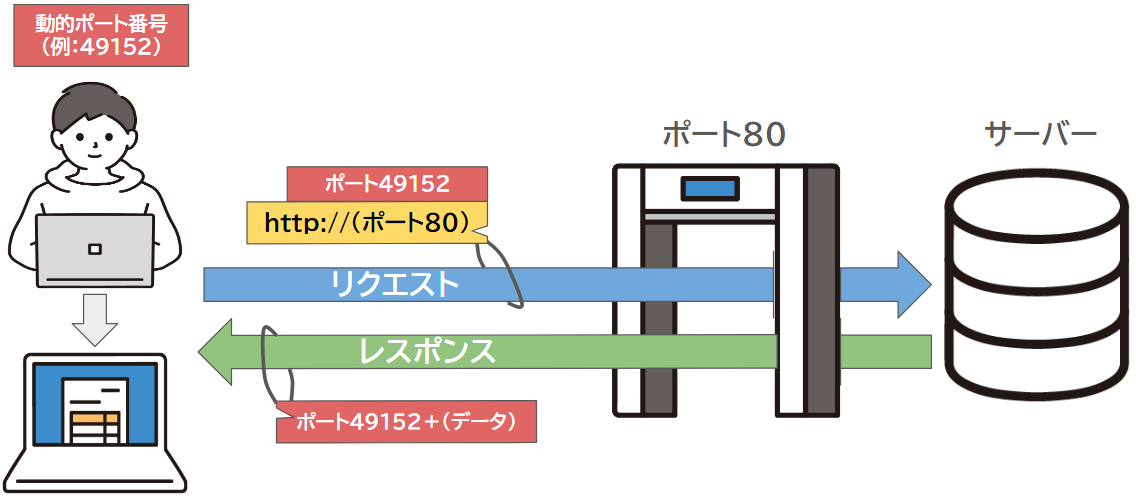 動的ポート番号
(例:49152)
ポート80
サーバー
ポート49152
http://(ポート80)
リクエスト
レスポンス
ポート49152+(データ)